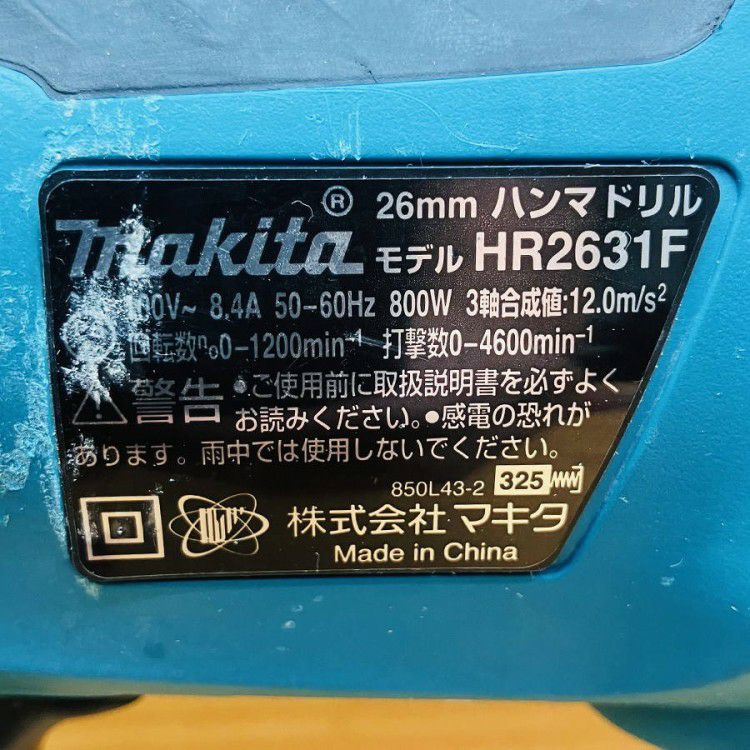 makita® 26mm ハンマドリル
モデル HR2631F
00V~ 8.4A 50-60Hz 800W 3軸合成値:12.0m/s²
回転数n₀0-1200min⁻¹ 打撃数0-4600min⁻¹
警告 ●ご使用前に取扱説明書を必ずよく
お読みください。●感電の恐れが
あります。雨中では使用しないでください。
850L43-2 325
株式会社 マキタ
Made in China